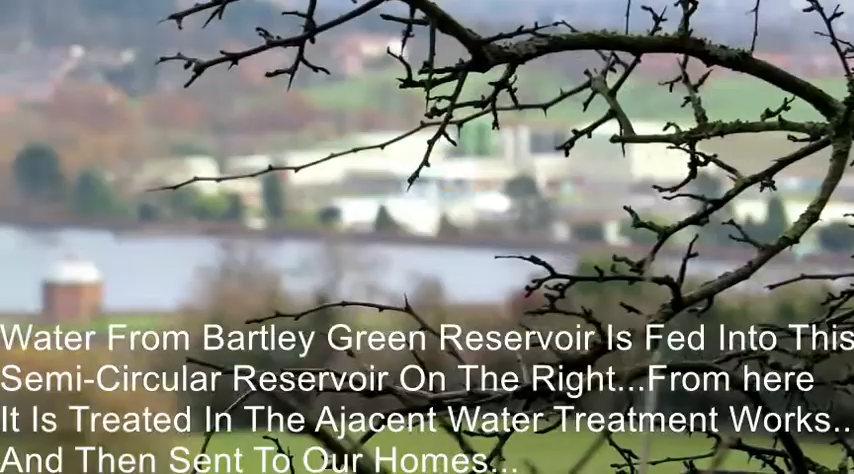 Water From Bartley Green Reservoir Is Fed Into This
Semi-Circular Reservoir On The Right...From here
It Is Treated In The Ajacent Water Treatment Works..
And Then Sent To Our Homes...